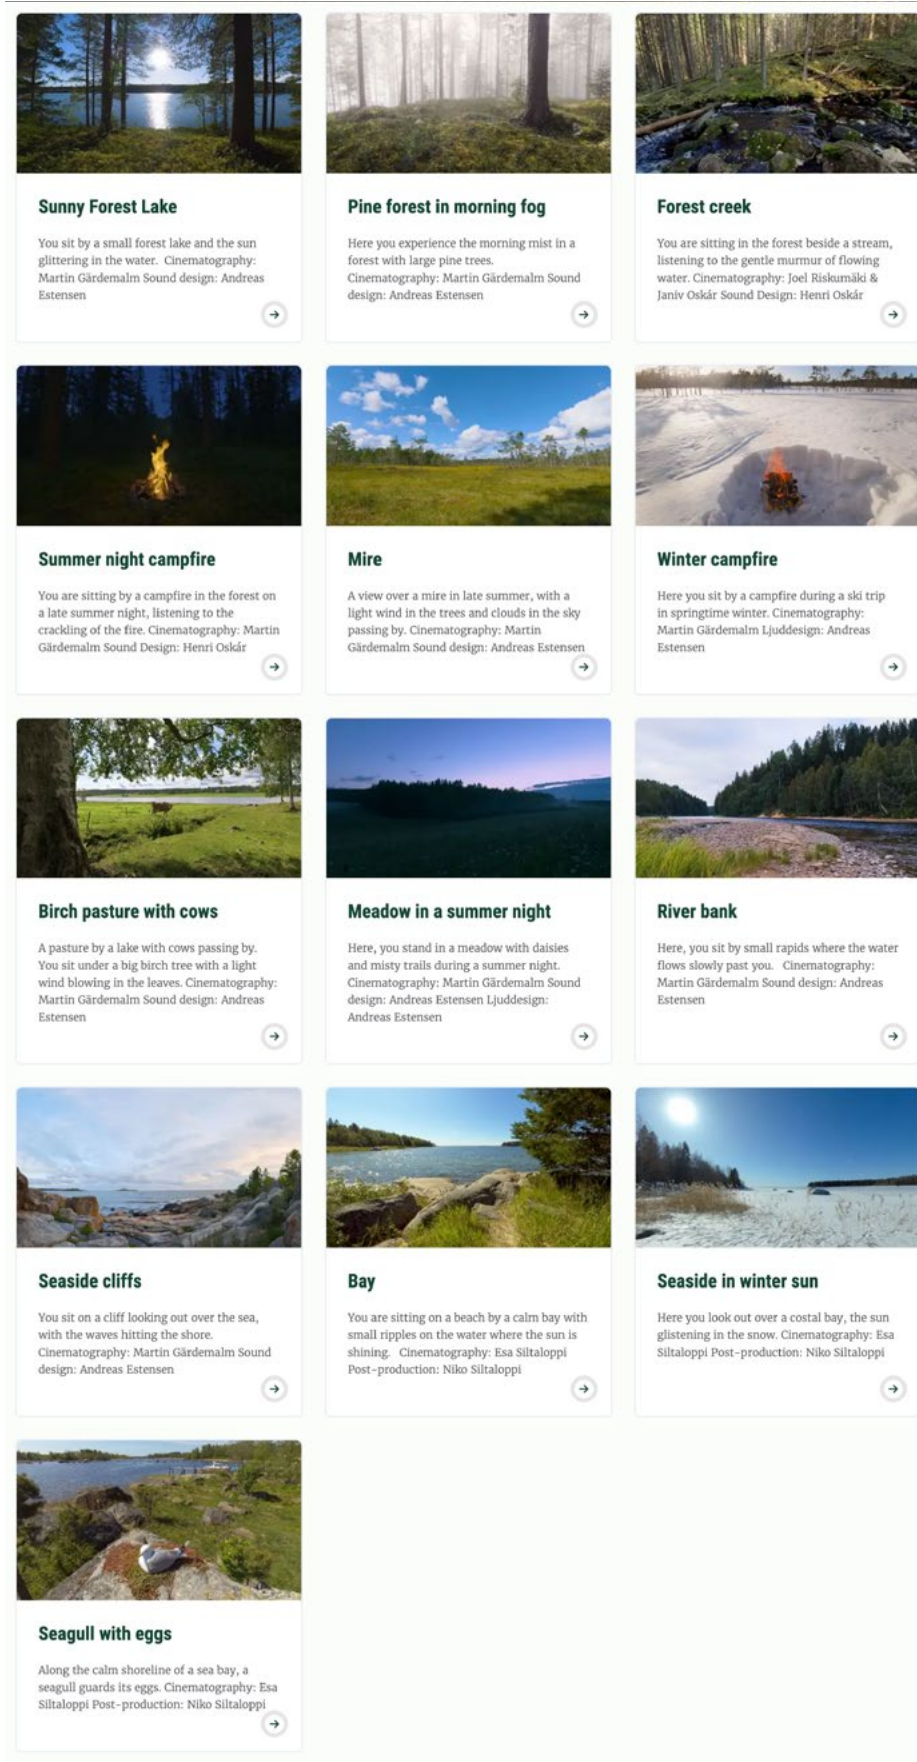 Sunny Forest Lake
You sit by a small forest lake and the sun
glittering in the water.  Cinematography:
Martin Gärdemalm Sound design: Andreas
Estensen
Pine forest in morning fog
Here you experience the morning mist in a
forest with large pine trees.
Cinematography: Martin Gärdemalm Sound
design: Andreas Estensen
Forest creek
You are sitting in the forest beside a stream,
listening to the gentle murmur of flowing
water. Cinematography: Joel Riskumäki &
Janiv Oskár Sound Design: Henri Oskár
Summer night campfire
You are sitting by a campfire in the forest on
a late summer night, listening to the
crackling of the fire. Cinematography: Martin
Gärdemalm Sound Design: Henri Oskár
Mire
A view over a mire in late summer, with a
light wind in the trees and clouds in the sky
passing by. Cinematography: Martin
Gärdemalm Sound design: Andreas Estensen
Winter campfire
Here you sit by a campfire during a ski trip
in springtime winter. Cinematography:
Martin Gärdemalm Ljuddesign: Andreas
Estensen
Birch pasture with cows
A pasture by a lake with cows passing by.
You sit under a big birch tree with a light
wind blowing in the leaves. Cinematography:
Martin Gärdemalm Sound design: Andreas
Estensen
Meadow in a summer night
Here, you stand in a meadow with daisies
and misty trails during a summer night.
Cinematography: Martin Gärdemalm Sound
design: Andreas Estensen Ljuddesign:
Andreas Estensen
River bank
Here, you sit by small rapids where the water
flows slowly past you.   Cinematography:
Martin Gärdemalm Sound design: Andreas
Estensen
Seaside cliffs
You sit on a cliff looking out over the sea,
with the waves hitting the shore.
Cinematography: Martin Gärdemalm Sound
design: Andreas Estensen
Bay
You are sitting on a beach by a calm bay with
small ripples on the water where the sun is
shining.   Cinematography: Esa Siltaloppi
Post-production: Niko Siltaloppi
Seaside in winter sun
Here you look out over a costal bay, the sun
glistening in the snow. Cinematography: Esa
Siltaloppi Post-production: Niko Siltaloppi
Seagull with eggs
Along the calm shoreline of a sea bay, a
seagull guards its eggs. Cinematography: Esa
Siltaloppi Post-production: Niko Siltaloppi